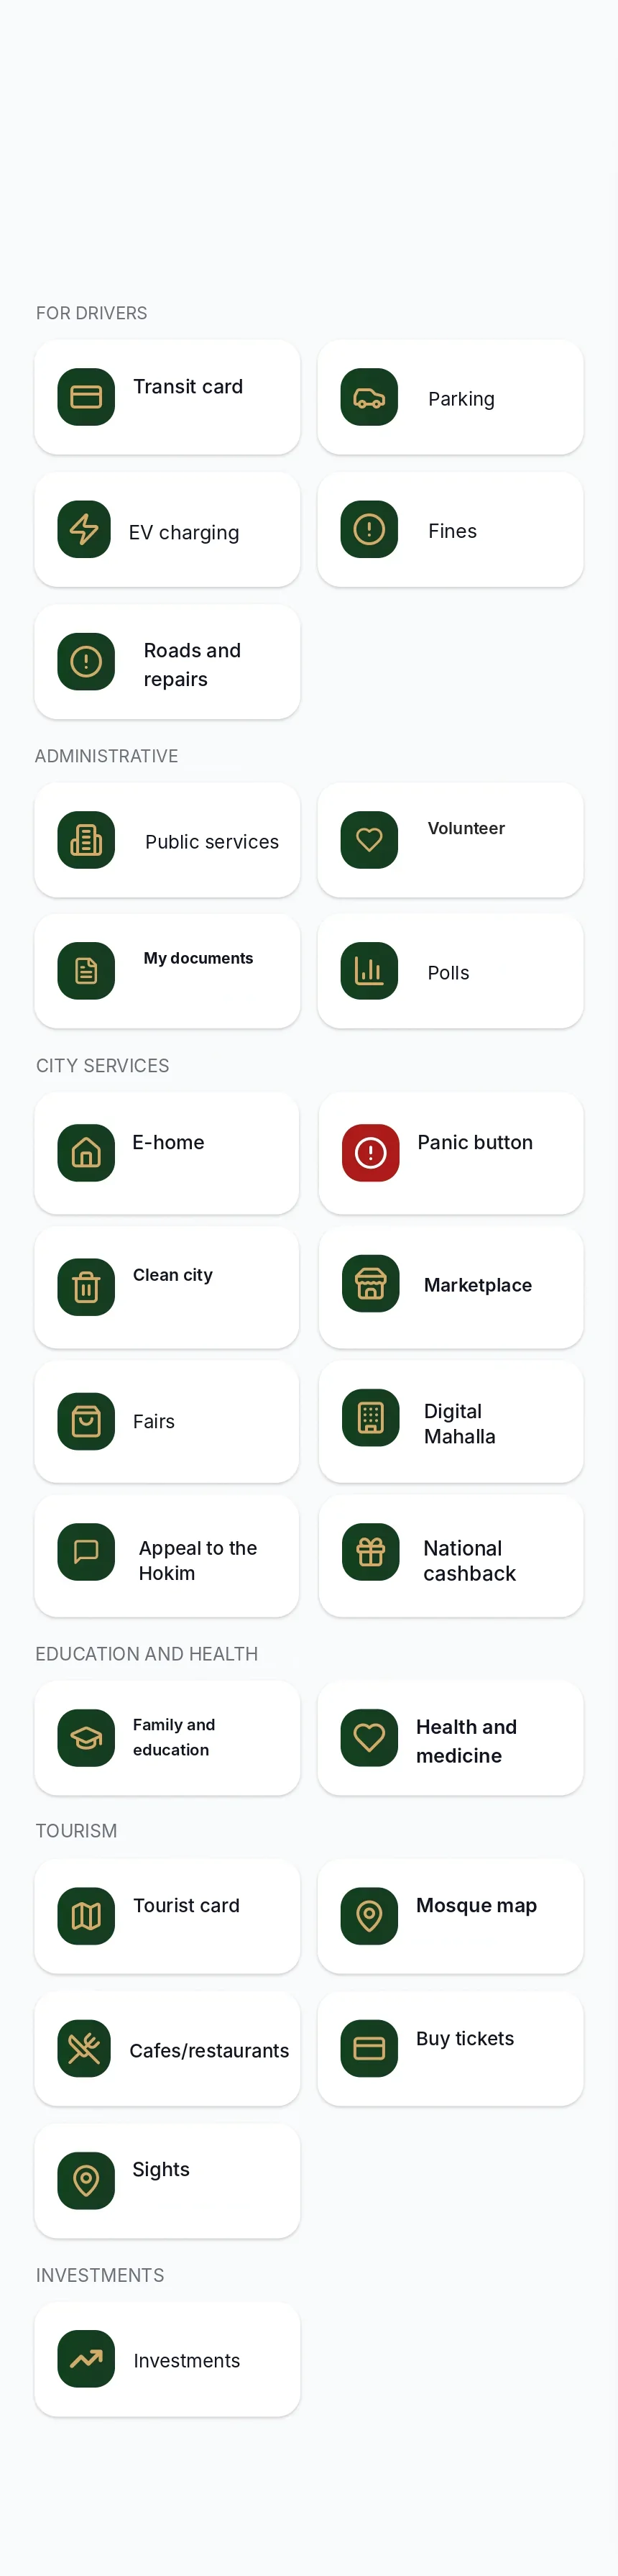 FOR DRIVERS
Transit card
Parking
EV charging
Fines
Roads and
repairs
ADMINISTRATIVE
Public services
Volunteer
My documents
Polls
CITY SERVICES
E-home
Panic button
Clean city
Marketplace
Fairs
Digital
Mahalla
Appeal to the
Hokim
National
cashback
EDUCATION AND HEALTH
Family and
education
Health and
medicine
TOURISM
Tourist card
Mosque map
Cafes/restaurants
Buy tickets
Sights
INVESTMENTS
Investments